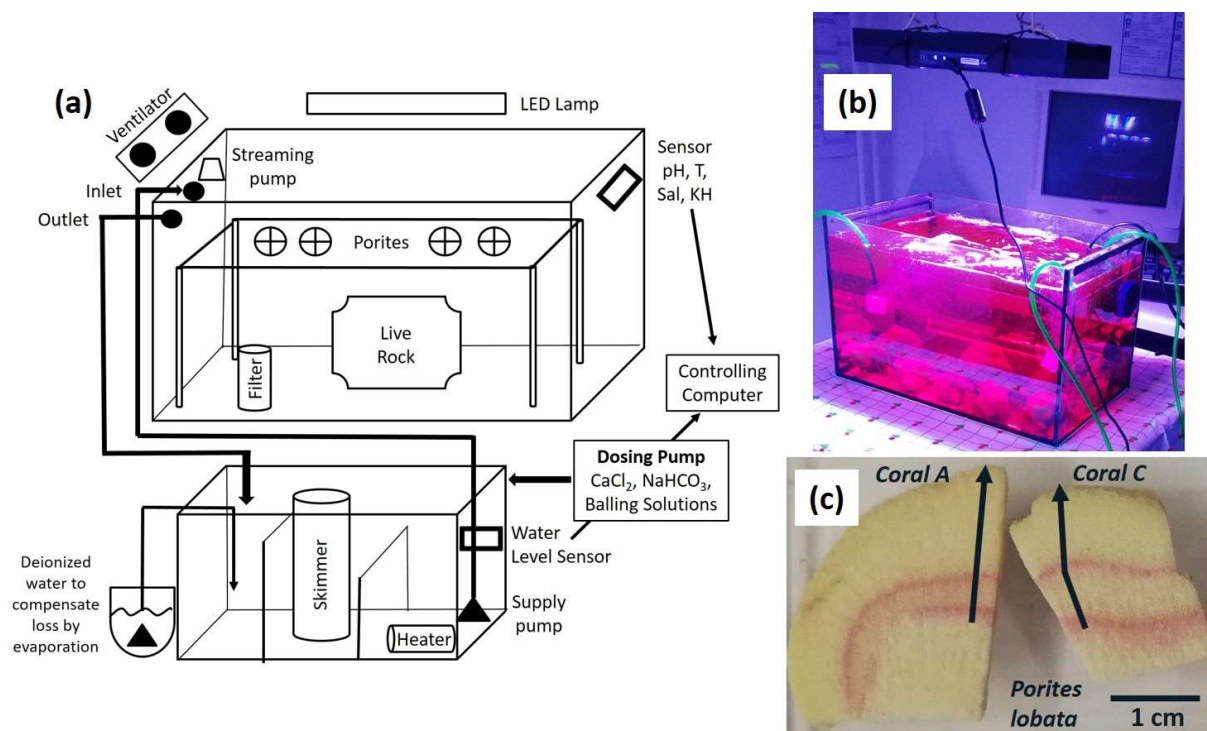 (a)
Ventilator
LED Lamp
Streaming
pump
Inlet
Outlet
Sensor
pH, T,
Sal, KH
Porites
Live
Rock
Filter
Controlling
Computer
Dosing Pump
CaCl₂, NaHCO₃,
Balling Solutions
Water
Level Sensor
Skimmer
Deionized
water to
compensate
loss by
evaporation
Heater
Supply
pump
(b)
(c)
Coral A
Coral C
Porites
lobata
1 cm